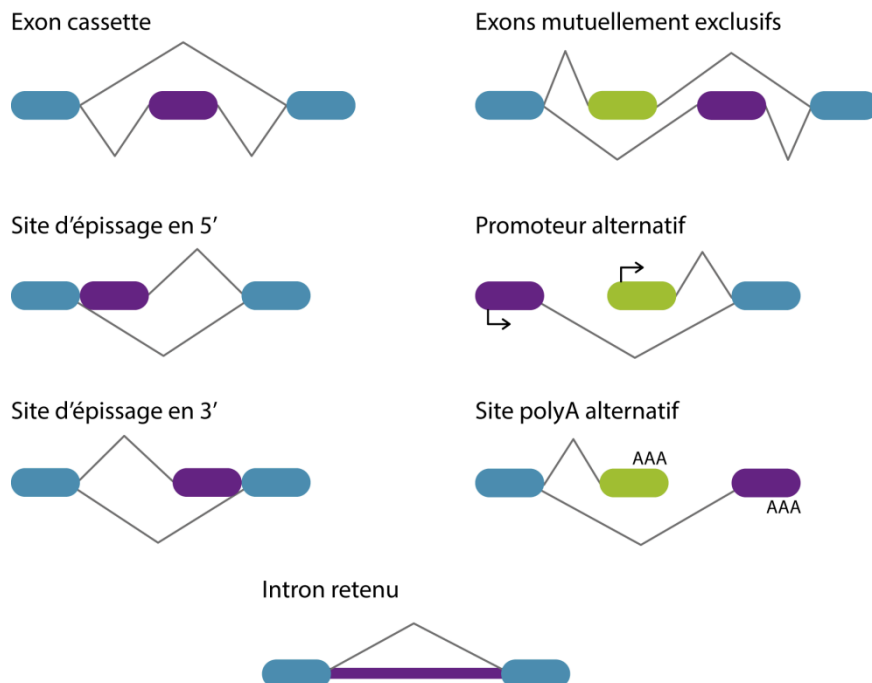 Exon cassette
Exons mutuellement exclusifs
Site d’épissage en 5’
Promoteur alternatif
Site d’épissage en 3’
Site polyA alternatif
AAA
AAA
Intron retenu